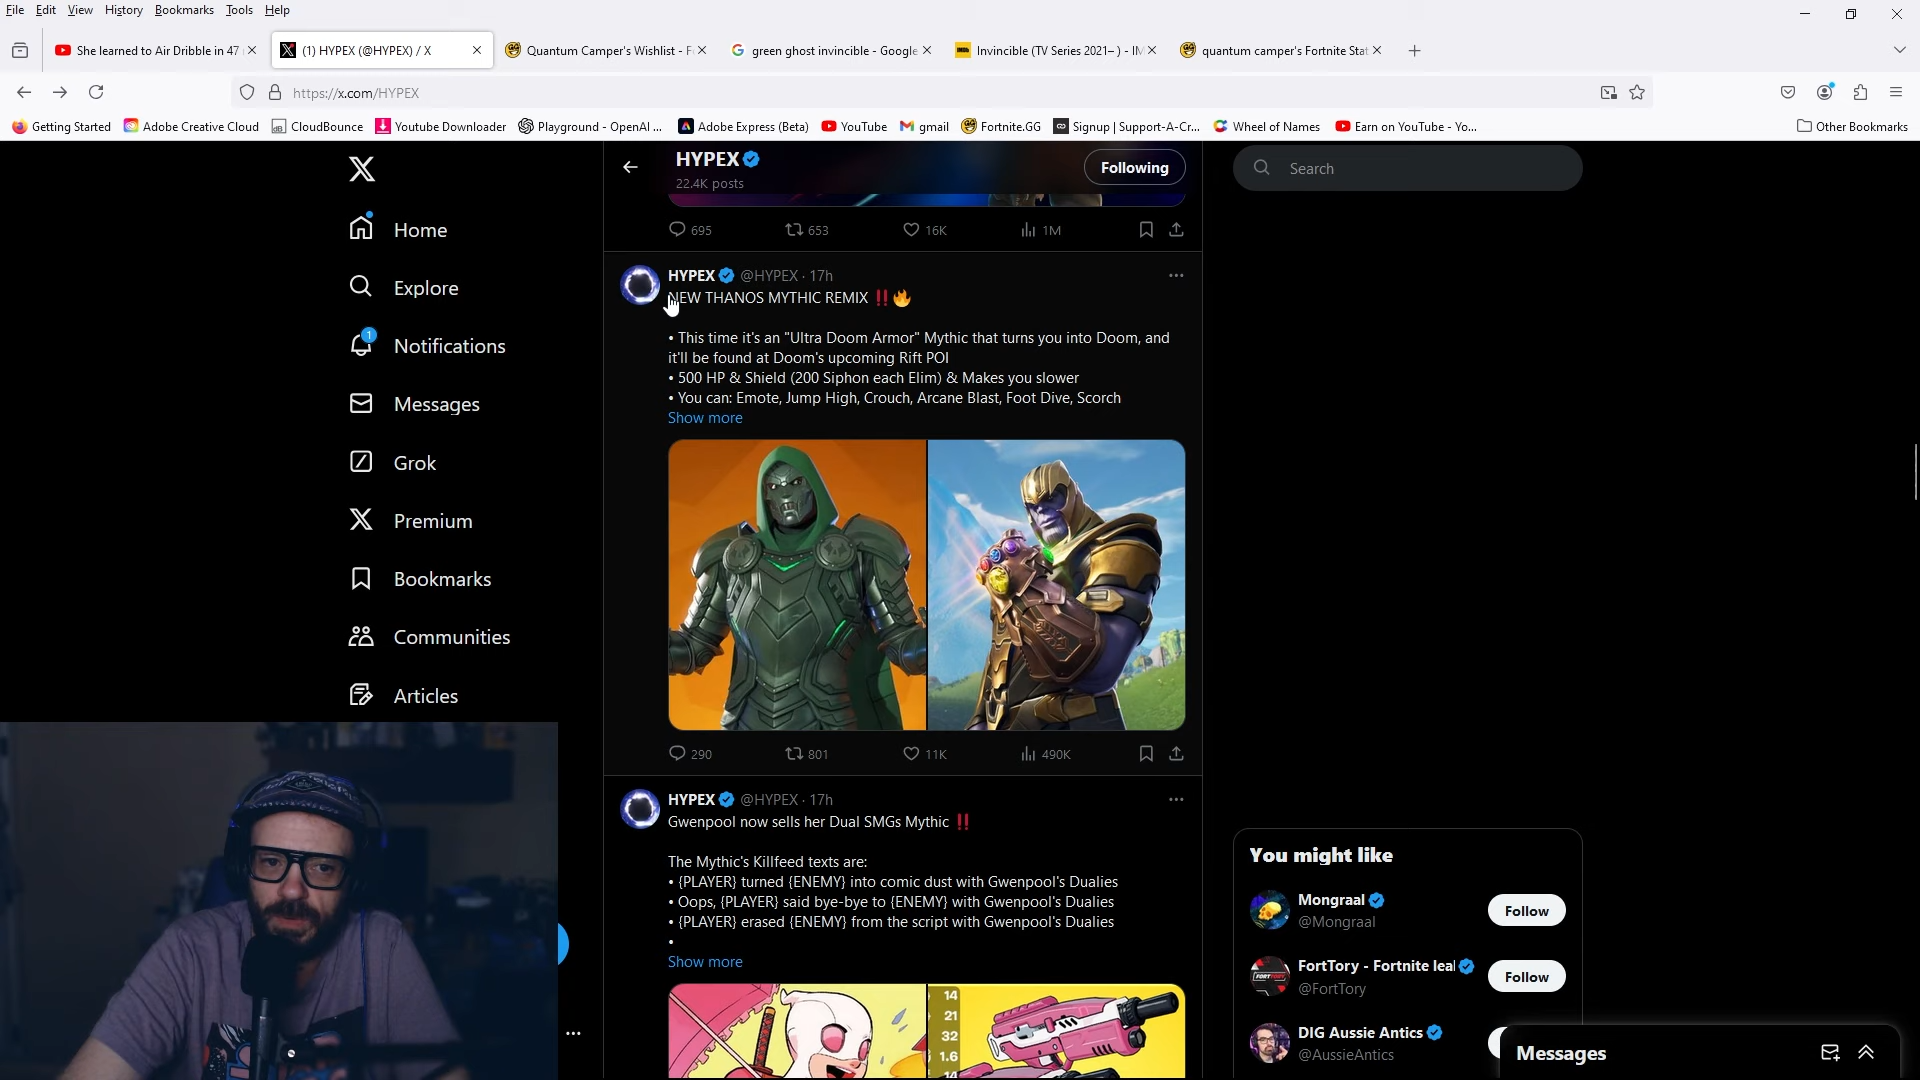 File Edit View History Bookmarks Tools Help
She learned to Air Dribble in 47
(1) HYPEX (@HYPEX) / X
Quantum Camper's Wishlist - F
green ghost invincible - Google
Invincible (TV Series 2021– ) - IM
quantum camper's Fortnite Stat
https://x.com/HYPEX
Getting Started
Adobe Creative Cloud
CloudBounce
Youtube Downloader
Playground - OpenAI ...
Adobe Express (Beta)
YouTube
gmail
Fortnite.GG
Signup | Support-A-Cr...
Wheel of Names
Earn on YouTube - Yo...
Other Bookmarks
Home
Explore
1
Notifications
Messages
Grok
Premium
Bookmarks
Communities
Articles
HYPEX
22.4K posts
Following
695 653 16K 1M
HYPEX @HYPEX · 17h
NEW THANOS MYTHIC REMIX ‼️🔥
• This time it's an "Ultra Doom Armor" Mythic that turns you into Doom, and
it'll be found at Doom's upcoming Rift POI
• 500 HP & Shield (200 Siphon each Elim) & Makes you slower
• You can: Emote, Jump High, Crouch, Arcane Blast, Foot Dive, Scorch
Show more
290 801 11K 490K
HYPEX @HYPEX · 17h
Gwenpool now sells her Dual SMGs Mythic ‼️
The Mythic's Killfeed texts are:
• {PLAYER} turned {ENEMY} into comic dust with Gwenpool's Dualies
• Oops, {PLAYER} said bye-bye to {ENEMY} with Gwenpool's Dualies
• {PLAYER} erased {ENEMY} from the script with Gwenpool's Dualies
•
Show more
14
21
32
1.6
14
Search
You might like
Mongraal
@Mongraal
Follow
FortTory - Fortnite leal
@FortTory
Follow
DIG Aussie Antics
@AussieAntics
Messages